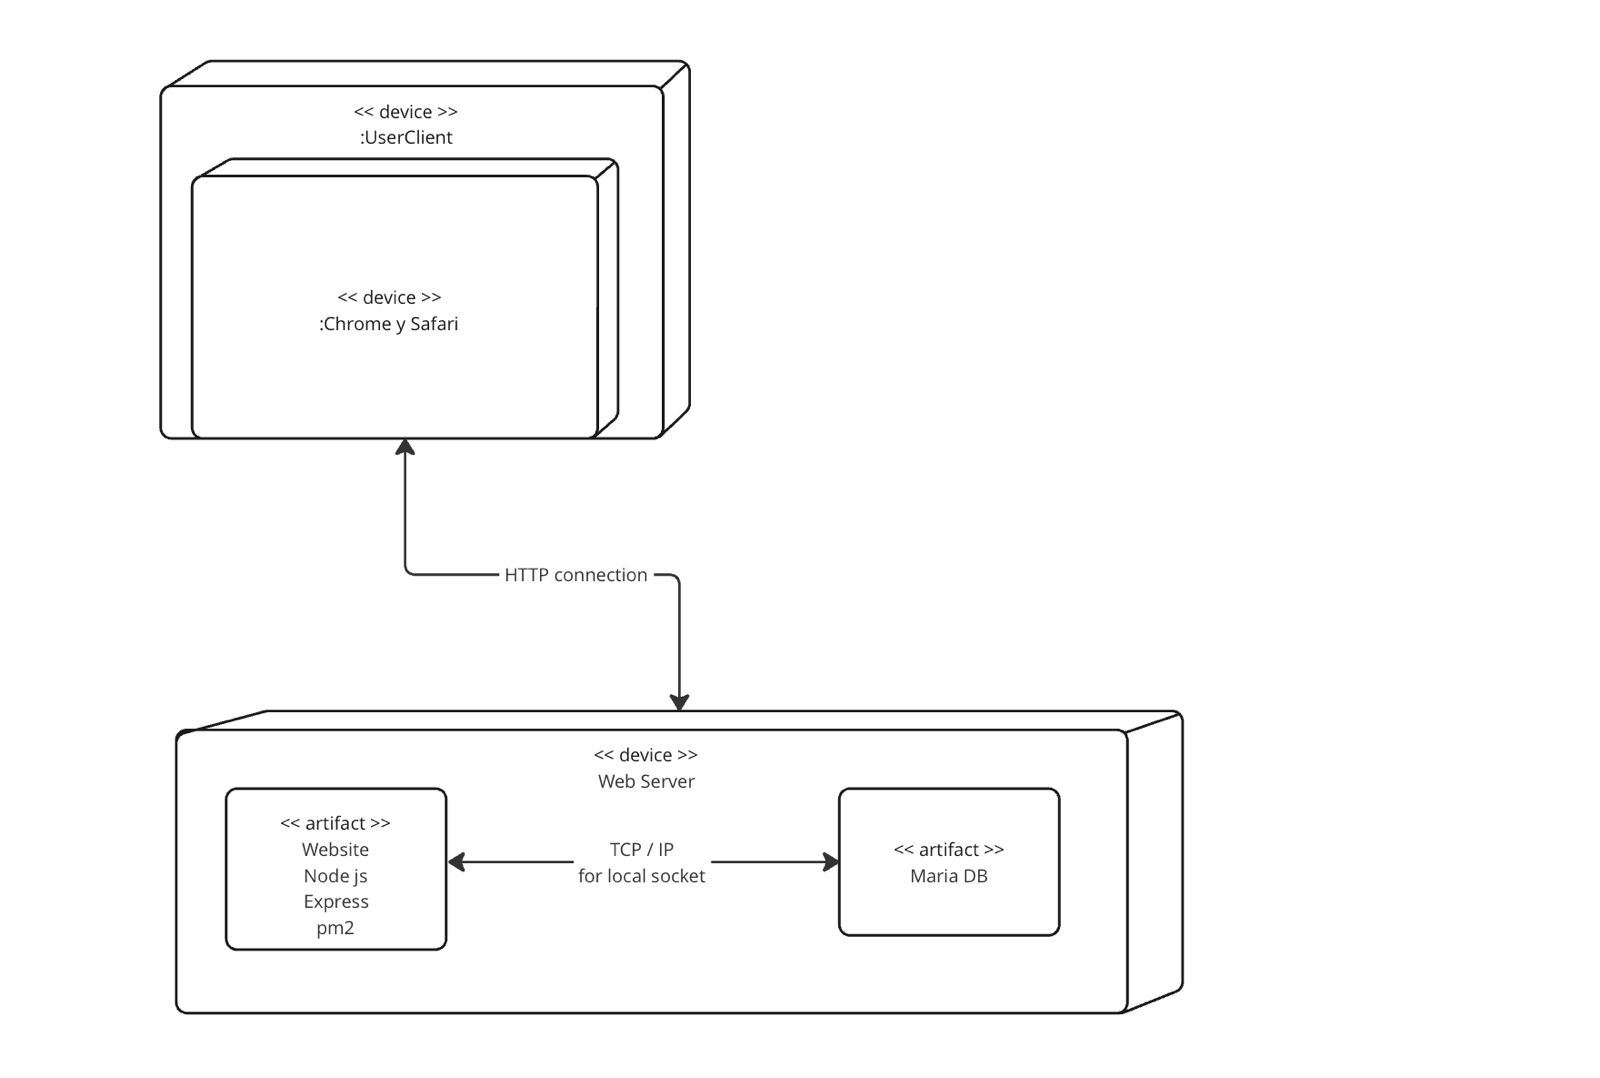 << device >>
:UserClient
<< device >>
:Chrome y Safari
HTTP connection
<< device >>
Web Server
<< artifact >>
Website
Node js
Express
pm2
TCP / IP
for local socket
<< artifact >>
Maria DB